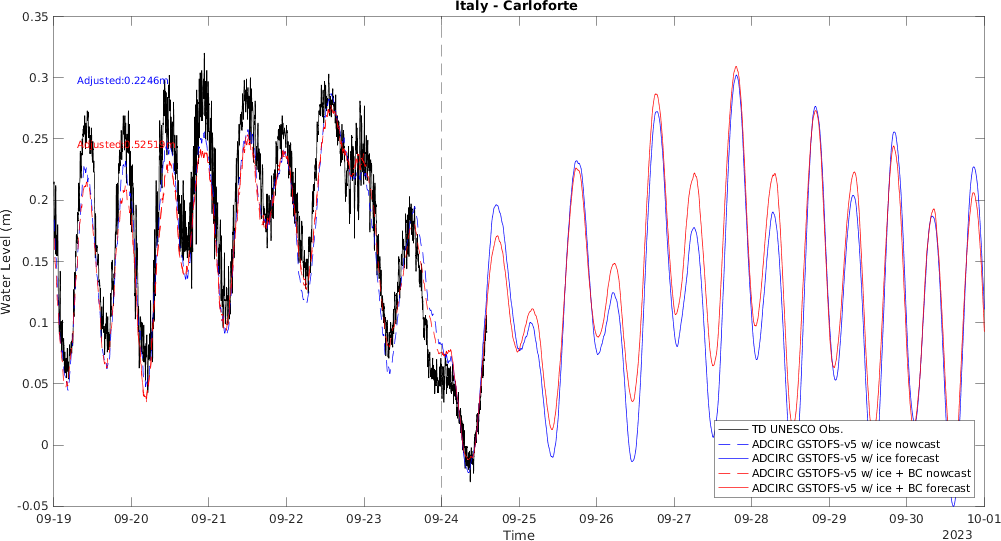 Italy - Carloforte
0.35
0.3
0.25
0.2
0.15
0.1
0.05
0
-0.05
Water Level (m)
Adjusted:0.2246m
TD UNESCO Obs.
ADCIRC GSTOFS-v5 w/ ice nowcast
ADCIRC GSTOFS-v5 w/ ice forecast
ADCIRC GSTOFS-v5 w/ ice + BC nowcast
ADCIRC GSTOFS-v5 w/ ice + BC forecast
09-19 09-20 09-21 09-22 09-23 09-24 09-25 09-26 09-27 09-28 09-29 09-30 10-01
Time
2023